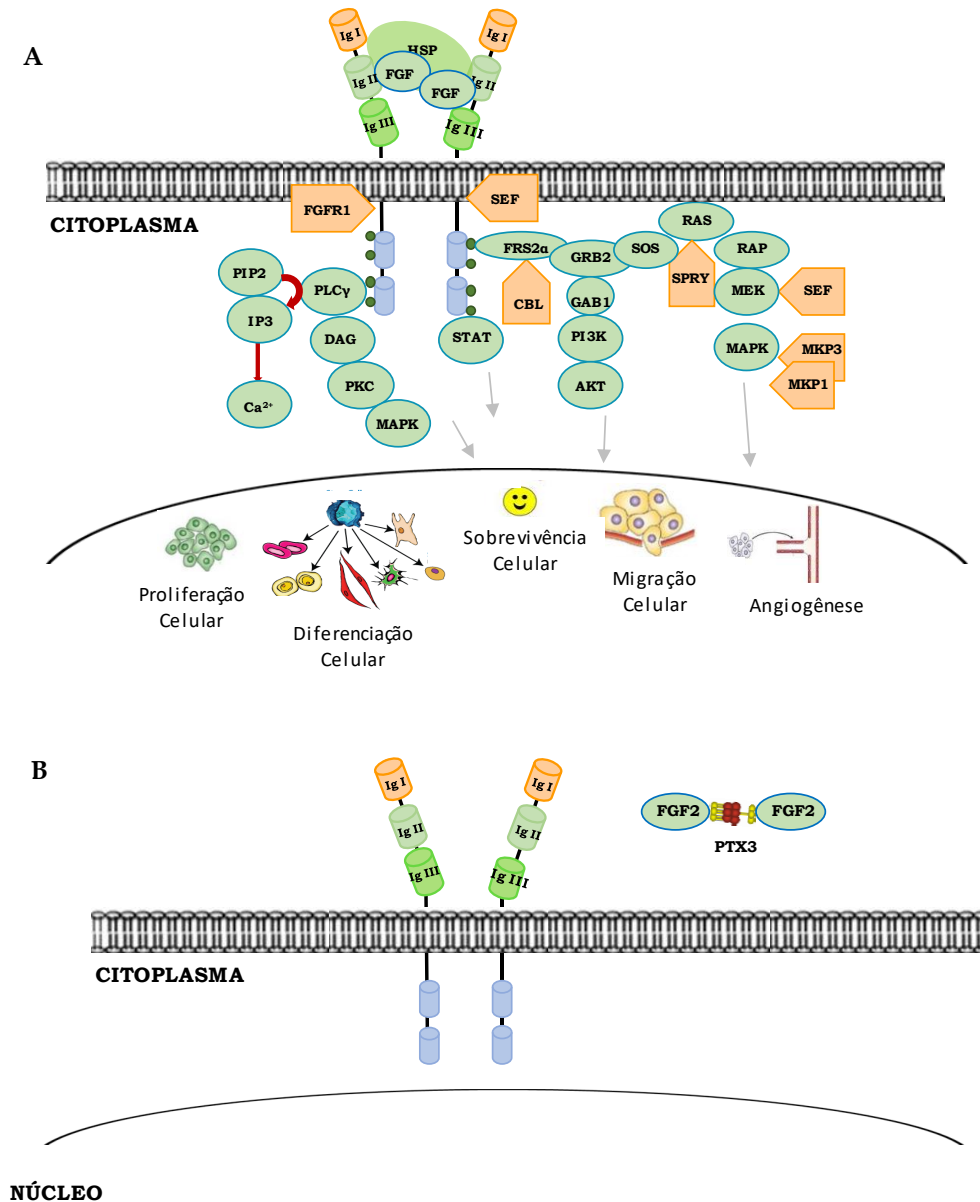 A
Ig I
Ig I
HSP
Ig II
FGF
FGF
Ig II
Ig III
Ig III
CITOPLASMA
FGFR1
SEF
RAS
FRS2α
GRB2
SOS
RAP
PIP2
PLCγ
CBL
SPRY
MEK
SEF
IP3
GAB1
DAG
STAT
PI3K
MAPK
MKP3
PKC
AKT
MKP1
Ca²⁺
MAPK
Proliferação
Celular
Diferenciação
Celular
Sobrevivência
Celular
Migração
Celular
Angiogênese
B
Ig I
Ig I
Ig II
Ig II
Ig III
Ig III
FGF2
FGF2
PTX3
CITOPLASMA
NÚCLEO